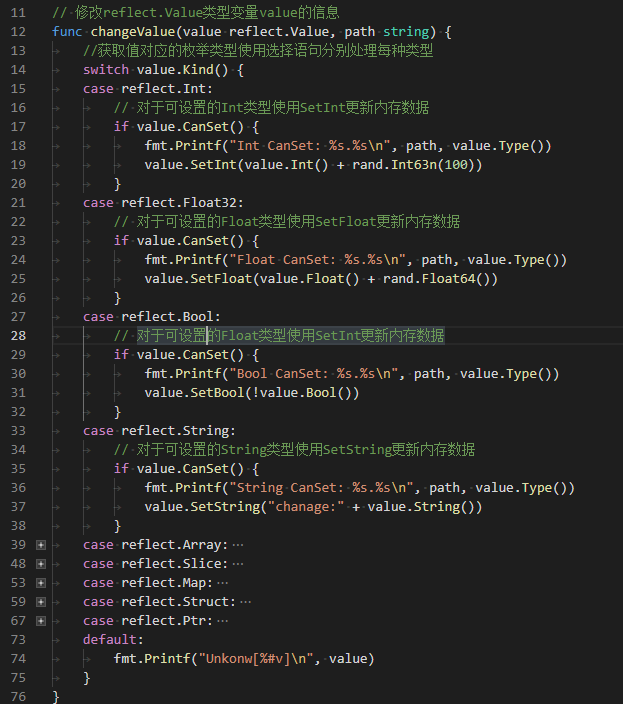 11 // 修改reflect.Value类型变量value的信息
12 func changeValue(value reflect.Value, path string) {
13 //获取值对应的枚举类型使用选择语句分别处理每种类型
14 switch value.Kind() {
15 case reflect.Int:
16 // 对于可设置的Int类型使用SetInt更新内存数据
17 if value.CanSet() {
18 fmt.Printf("Int CanSet: %s.%s\n", path, value.Type())
19 value.SetInt(value.Int() + rand.Int63n(100))
20 }
21 case reflect.Float32:
22 // 对于可设置的Float类型使用SetFloat更新内存数据
23 if value.CanSet() {
24 fmt.Printf("Float CanSet: %s.%s\n", path, value.Type())
25 value.SetFloat(value.Float() + rand.Float64())
26 }
27 case reflect.Bool:
28 // 对于可设置的Float类型使用SetInt更新内存数据
29 if value.CanSet() {
30 fmt.Printf("Bool CanSet: %s.%s\n", path, value.Type())
31 value.SetBool(!value.Bool())
32 }
33 case reflect.String:
34 // 对于可设置的String类型使用SetString更新内存数据
35 if value.CanSet() {
36 fmt.Printf("String CanSet: %s.%s\n", path, value.Type())
37 value.SetString("chanage:" + value.String())
38 }
39 case reflect.Array: ⋯
48 case reflect.Slice: ⋯
53 case reflect.Map: ⋯
59 case reflect.Struct: ⋯
67 case reflect.Ptr: ⋯
73 default:
74 fmt.Printf("Unkonw[%#v]\n", value)
75 }
76 }